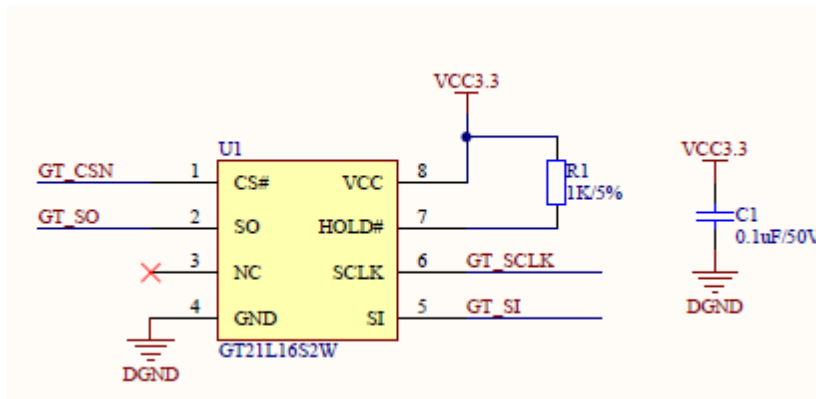 VCC3.3
U1
GT_CSN 1 CS# VCC 8
R1
1K/5%
VCC3.3
GT_SO 2 SO HOLD# 7
C1
0.1uF/50V
3 NC SCLK 6 GT_SCLK
4 GND SI 5 GT_SI
DGND
GT21L16S2W
DGND